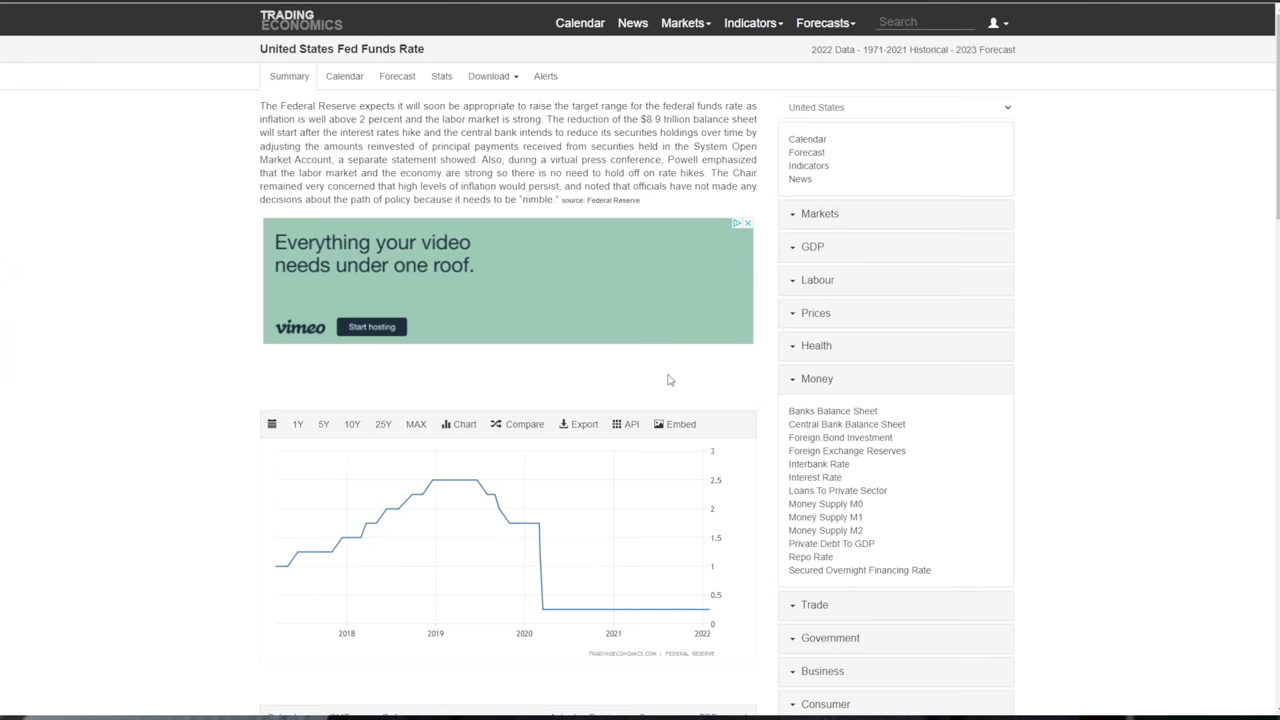 TRADING
ECONOMICS
Calendar News Markets Indicators Forecasts Search
United States Fed Funds Rate
2022 Data - 1971-2021 Historical - 2023 Forecast
Summary Calendar Forecast Stats Download Alerts
The Federal Reserve expects it will soon be appropriate to raise the target range for the federal funds rate as
inflation is well above 2 percent and the labor market is strong. The reduction of the $8.9 trillion balance sheet
will start after the interest rates hike and the central bank intends to reduce its securities holdings over time by
adjusting the amounts reinvested of principal payments received from securities held in the System Open
Market Account, a separate statement showed. Also, during a virtual press conference, Powell emphasized
that the labor market and the economy are strong so there is no need to hold off on rate hikes. The Chair
remained very concerned that high levels of inflation would persist, and noted that officials have not made any
decisions about the path of policy because it needs to be “nimble.” source: Federal Reserve
Everything your video
needs under one roof.
vimeo Start hosting
1Y 5Y 10Y 25Y MAX Chart Compare Export API Embed
3
2.5
2
1.5
1
0.5
0
2018 2019 2020 2021 2022
TRADINGECONOMICS.COM | FEDERAL RESERVE
United States
Calendar
Forecast
Indicators
News
Markets
GDP
Labour
Prices
Health
Money
Banks Balance Sheet
Central Bank Balance Sheet
Foreign Bond Investment
Foreign Exchange Reserves
Interbank Rate
Interest Rate
Loans To Private Sector
Money Supply M0
Money Supply M1
Money Supply M2
Private Debt To GDP
Repo Rate
Secured Overnight Financing Rate
Trade
Government
Business
Consumer